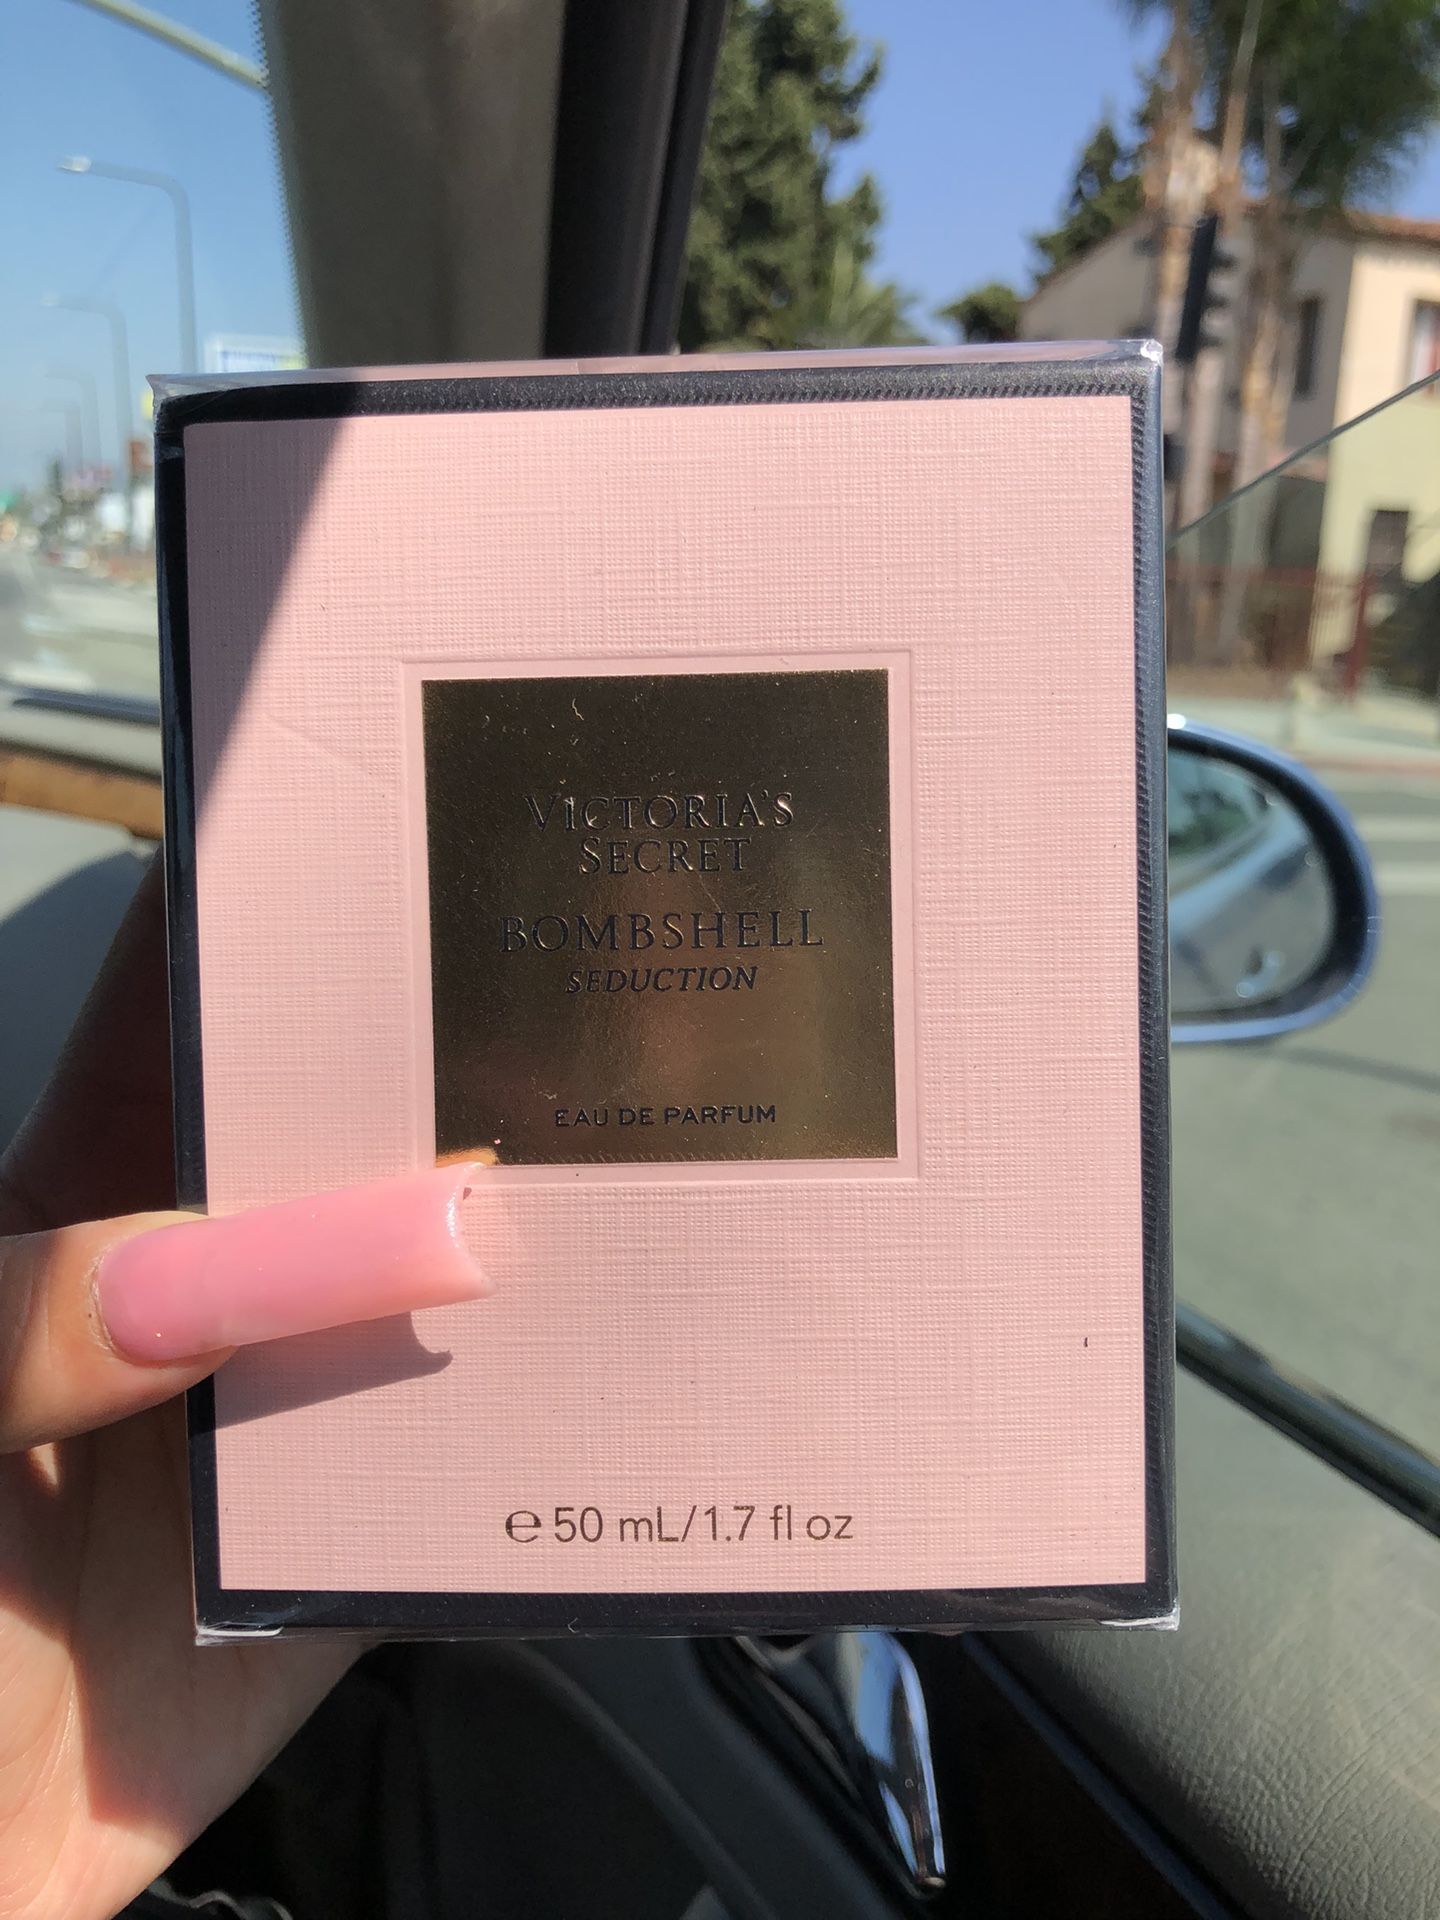 VICTORIA'S
SECRET
BOMBSHELL
SEDUCTION
EAU DE PARFUM
℮ 50 mL/1.7 fl oz